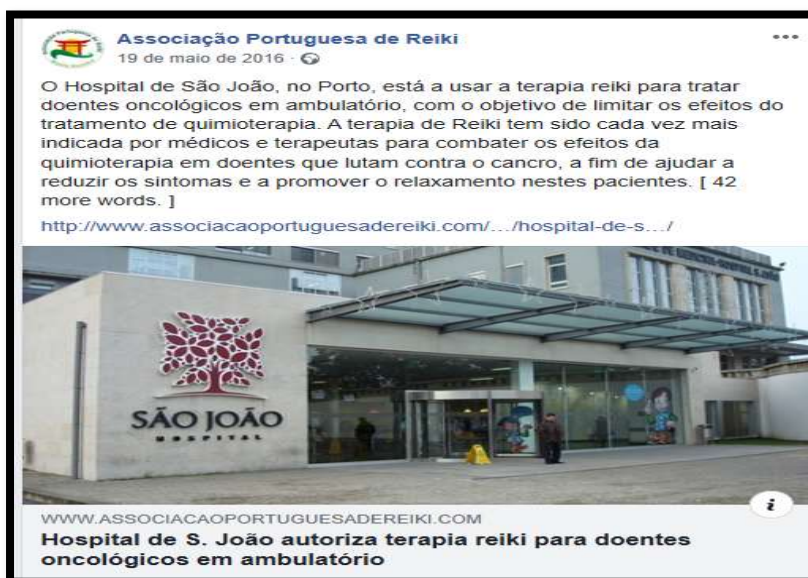 Associação Portuguesa de Reiki
19 de maio de 2016
O Hospital de São João, no Porto, está a usar a terapia reiki para tratar
doentes oncológicos em ambulatório, com o objetivo de limitar os efeitos do
tratamento de quimioterapia. A terapia de Reiki tem sido cada vez mais
indicada por médicos e terapeutas para combater os efeitos da
quimioterapia em doentes que lutam contra o cancro, a fim de ajudar a
reduzir os sintomas e a promover o relaxamento nestes pacientes. [ 42
more words. ]
http://www.associacaoportuguesadereiki.com/…/hospital-de-s…/
SÃO JOÃO
HOSPITAL
WWW.ASSOCIACAOPORTUGUESADEREIKI.COM
Hospital de S. João autoriza terapia reiki para doentes
oncológicos em ambulatório